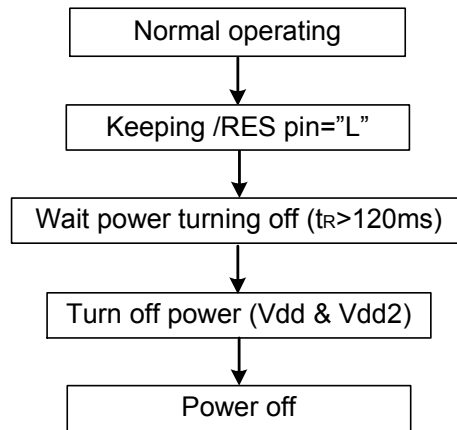 Normal operating
Keeping /RES pin=”L”
Wait power turning off (tR>120ms)
Turn off power (Vdd & Vdd2)
Power off